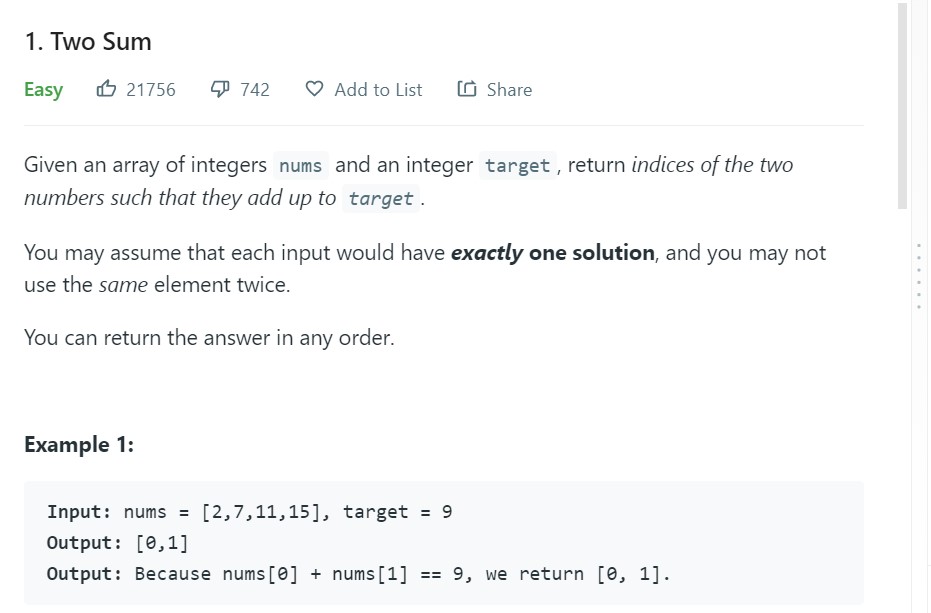 1. Two Sum
Easy 21756 742 Add to List Share
Given an array of integers nums and an integer target , return indices of the two
numbers such that they add up to target .
You may assume that each input would have exactly one solution, and you may not
use the same element twice.
You can return the answer in any order.
Example 1:
Input: nums = [2,7,11,15], target = 9
Output: [0,1]
Output: Because nums[0] + nums[1] == 9, we return [0, 1].